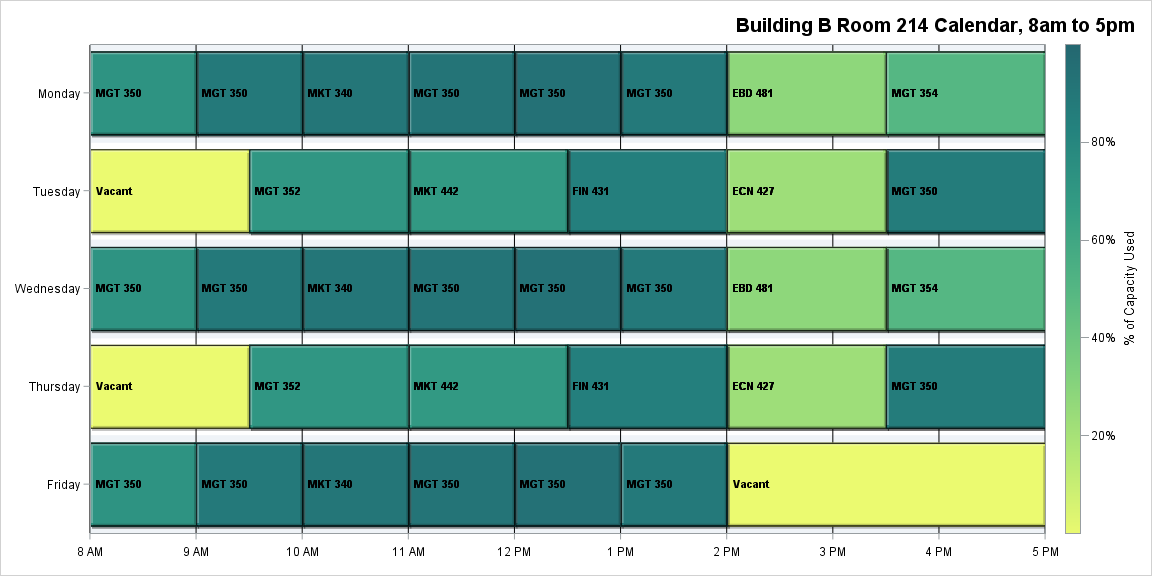 Building B Room 214 Calendar, 8am to 5pm
Monday
MGT 350
MGT 350
MKT 340
MGT 350
MGT 350
MGT 350
EBD 481
MGT 354
Tuesday
Vacant
MGT 352
MKT 442
FIN 431
ECN 427
MGT 350
Wednesday
MGT 350
MGT 350
MKT 340
MGT 350
MGT 350
MGT 350
EBD 481
MGT 354
Thursday
Vacant
MGT 352
MKT 442
FIN 431
ECN 427
MGT 350
Friday
MGT 350
MGT 350
MKT 340
MGT 350
MGT 350
MGT 350
Vacant
8 AM
9 AM
10 AM
11 AM
12 PM
1 PM
2 PM
3 PM
4 PM
5 PM
80%
60%
40%
20%
% of Capacity Used